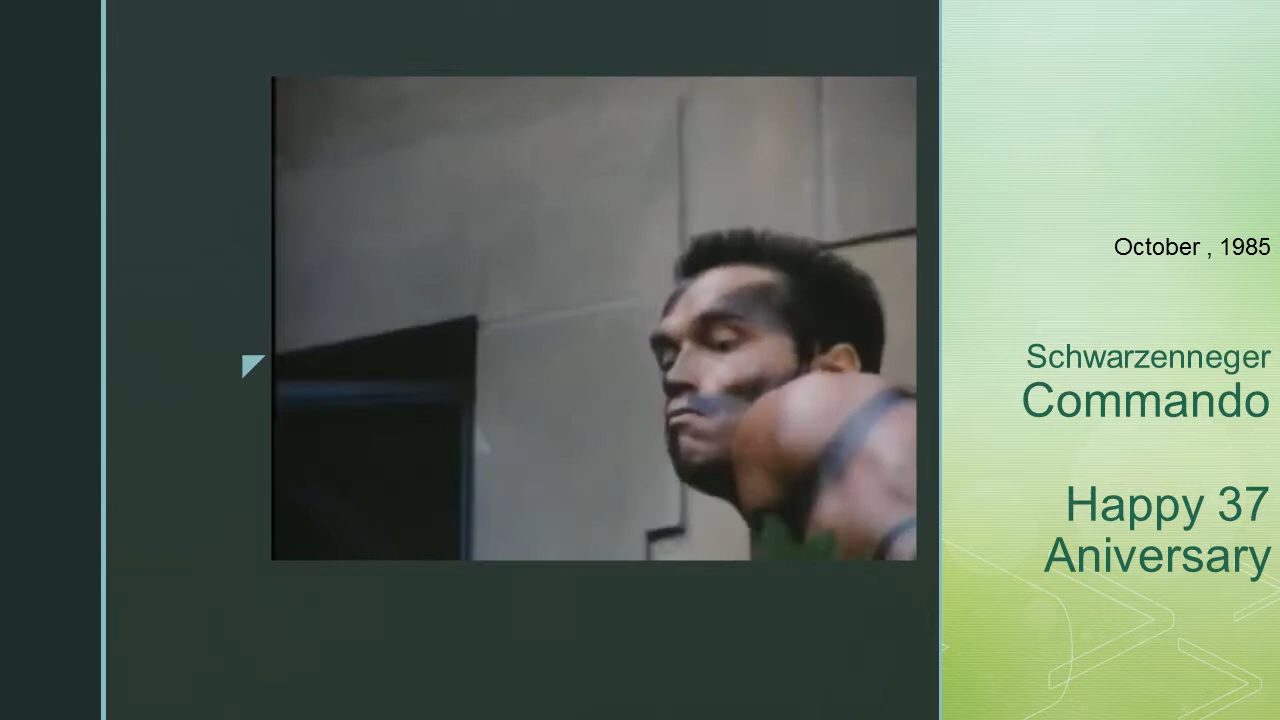 October , 1985
Schwarzenneger
Commando
Happy 37
Aniversary